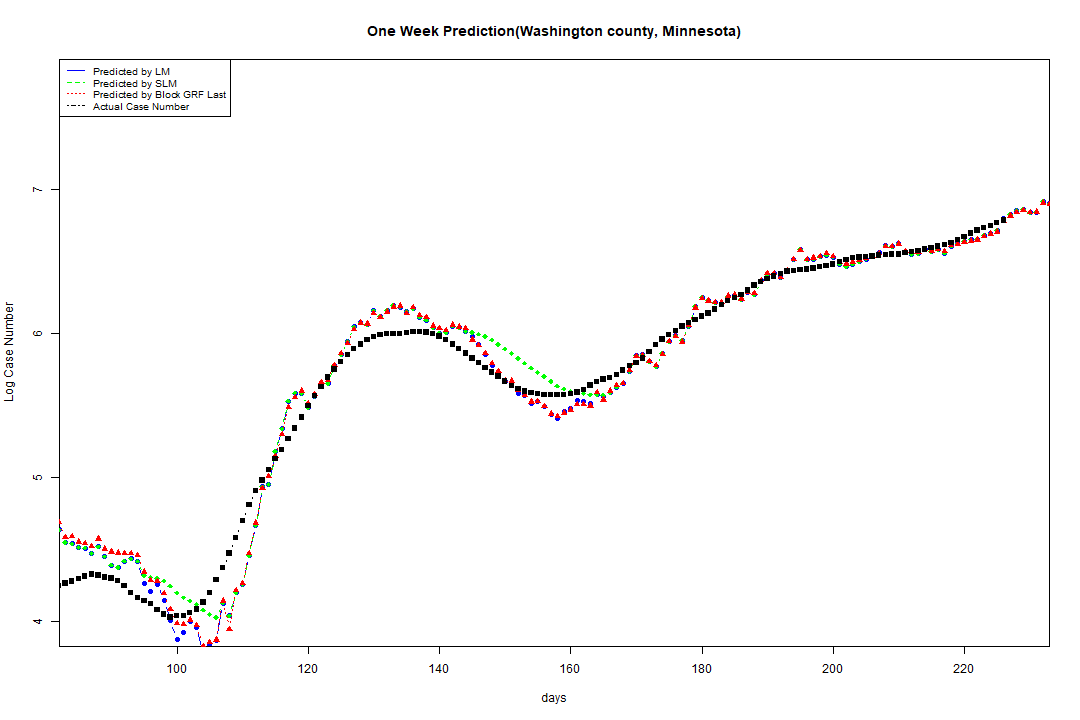 One Week Prediction(Washington county, Minnesota)
Predicted by LM
Predicted by SLM
Predicted by Block GRF Last
Actual Case Number
7
6
5
4
Log Case Number
100 120 140 160 180 200 220
days